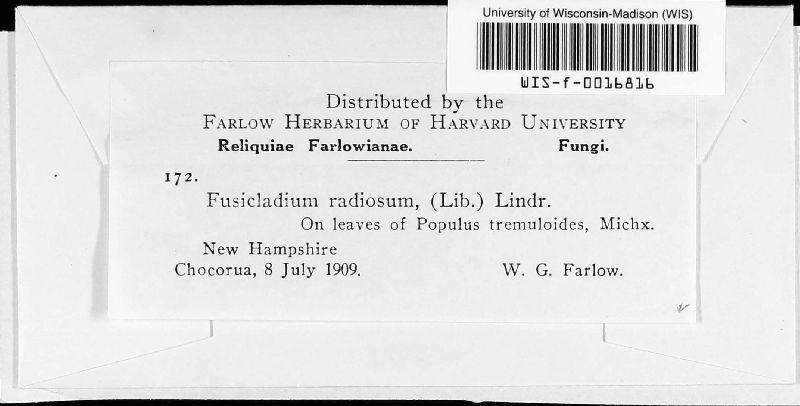 University of Wisconsin-Madison (WIS)
WIS-f-0016816
Distributed by the
FARLOW HERBARIUM OF HARVARD UNIVERSITY
Reliquiae Farlowianae. Fungi.
172.
Fusicladium radiosum, (Lib.) Lindr.
On leaves of Populus tremuloides, Michx.
New Hampshire
Chocorua, 8 July 1909. W. G. Farlow.